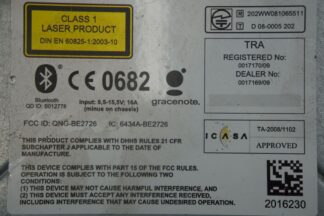 CLASS 1
LASER PRODUCT
DIN EN 60825-1:2003-10
202WW08106SS11
D 08-0005 202
TRA
REGISTERED No:
0017170/09
DEALER No:
0017169/09
Bluetooth
QD ID: B012776
CE 0682
Input: 8,5-15,5V; 16A
(minus on chassis)
gracenote.
FCC ID: QNG-BE2726
IC: 6434A-BE2726
ICASA
TA-2008/1102
APPROVED
THIS PRODUCT COMPLIES WITH DHHS RULES 21 CFR
SUBCHAPTER J APPLICABLE TO THE DATE OF
MANUFACTURE.
THIS DEVICE COMPLIES WITH PART 15 OF THE FCC RULES.
OPERATION IS SUBJECT TO THE FOLLOWING CONDITIONS:
(1) THIS DEVICE MAY NOT CAUSE HARMFUL INTERFERENCE, AND
(2) THIS DEVICE MUST ACCEPT ANY INTERFERENCE RECEIVED,
INCLUDING INTERFERENCE THAT MAY CAUSE UNDESIRED OPERATION.
2016230